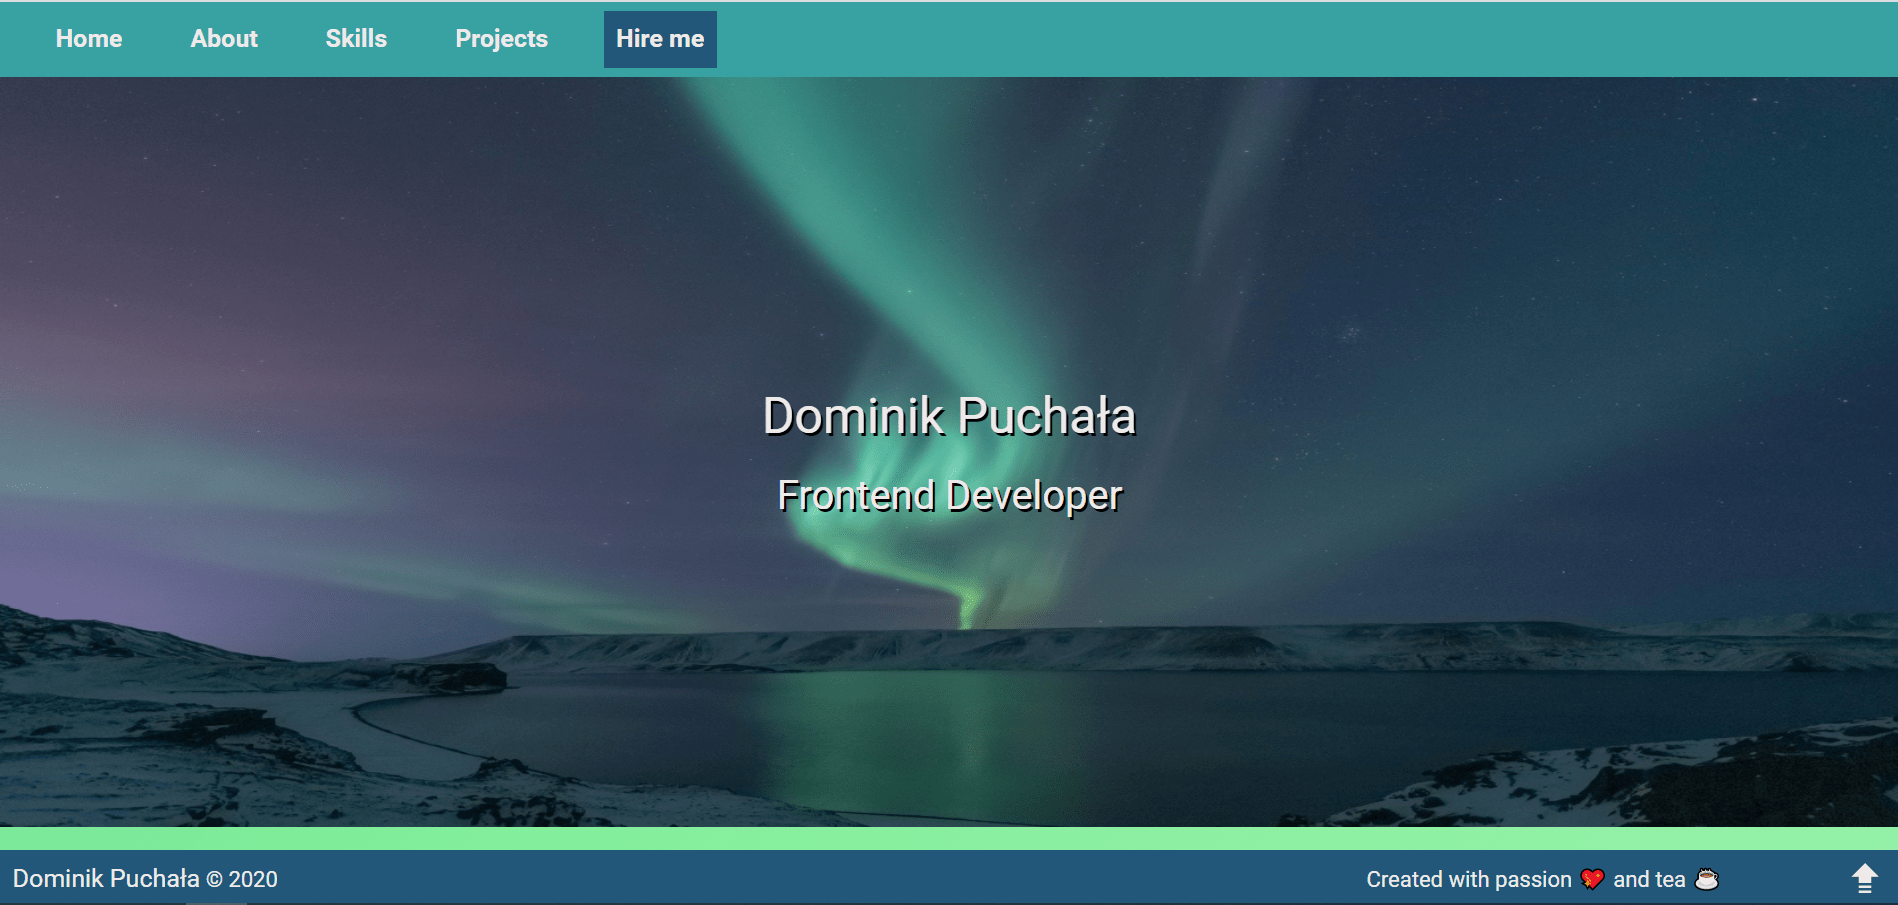 Home About Skills Projects Hire me
Dominik Puchała
Frontend Developer
Dominik Puchała © 2020
Created with passion 💖 and tea ☕